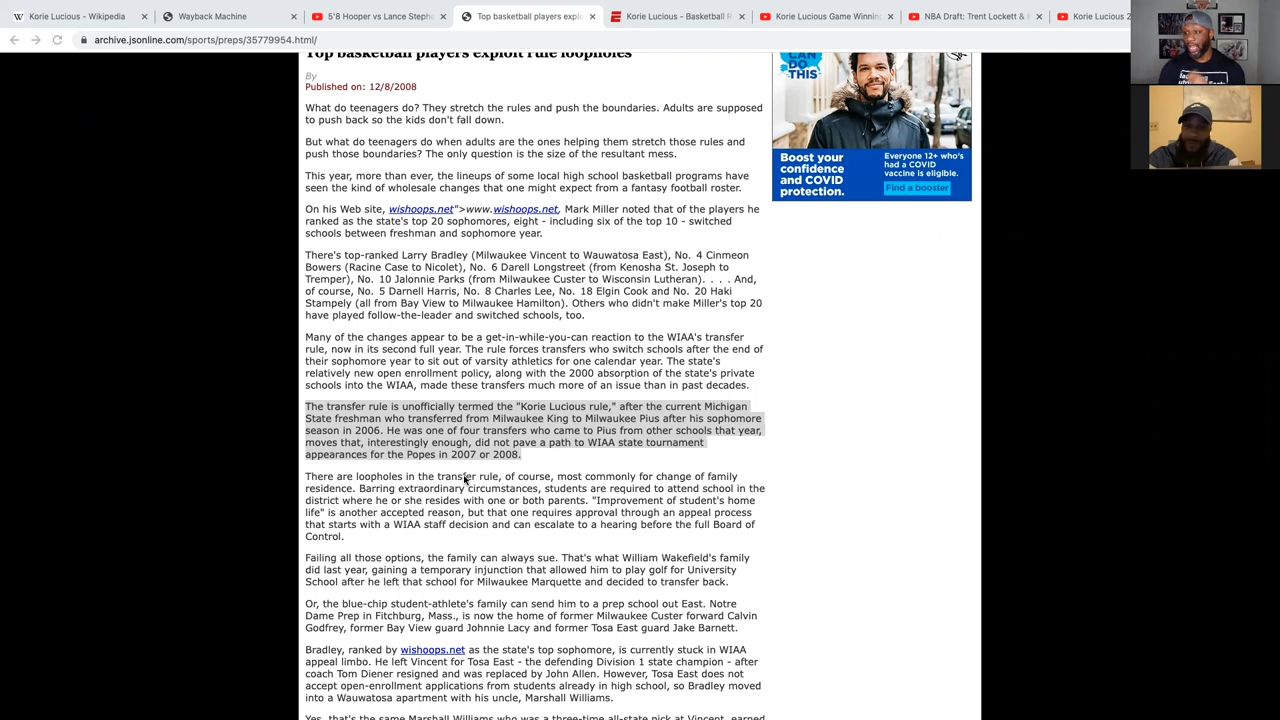 Korie Lucious - Wikipedia
Wayback Machine
5'8 Hooper vs Lance Steph
Top basketball players explo
Korie Lucious - Basketball R
Korie Lucious Game Winnin
NBA Draft: Trent Lockett &
Korie Lucious 2
archive.jsonline.com/sports/preps/35779954.html/
Top basketball players exploit rule loopholes
By
Published on: 12/8/2008
What do teenagers do? They stretch the rules and push the boundaries. Adults are supposed
to push back so the kids don't fall down.
But what do teenagers do when adults are the ones helping them stretch those rules and
push those boundaries? The only question is the size of the resultant mess.
This year, more than ever, the lineups of some local high school basketball programs have
seen the kind of wholesale changes that one might expect from a fantasy football roster.
On his Web site, wishoops.net">www.wishoops.net, Mark Miller noted that of the players he
ranked as the state's top 20 sophomores, eight - including six of the top 10 - switched
schools between freshman and sophomore year.
There's top-ranked Larry Bradley (Milwaukee Vincent to Wauwatosa East), No. 4 Cinmeon
Bowers (Racine Case to Nicolet), No. 6 Darell Longstreet (from Kenosha St. Joseph to
Tremper), No. 10 Jalonnie Parks (from Milwaukee Custer to Wisconsin Lutheran). . . . And,
of course, No. 5 Darnell Harris, No. 8 Charles Lee, No. 18 Elgin Cook and No. 20 Haki
Stampely (all from Bay View to Milwaukee Hamilton). Others who didn't make Miller's top 20
have played follow-the-leader and switched schools, too.
Many of the changes appear to be a get-in-while-you-can reaction to the WIAA's transfer
rule, now in its second full year. The rule forces transfers who switch schools after the end of
their sophomore year to sit out of varsity athletics for one calendar year. The state's
relatively new open enrollment policy, along with the 2000 absorption of the state's private
schools into the WIAA, made these transfers much more of an issue than in past decades.
The transfer rule is unofficially termed the "Korie Lucious rule," after the current Michigan
State freshman who transferred from Milwaukee King to Milwaukee Pius after his sophomore
season in 2006. He was one of four transfers who came to Pius from other schools that year,
moves that, interestingly enough, did not pave a path to WIAA state tournament
appearances for the Popes in 2007 or 2008.
There are loopholes in the transfer rule, of course, most commonly for change of family
residence. Barring extraordinary circumstances, students are required to attend school in the
district where he or she resides with one or both parents. "Improvement of student's home
life" is another accepted reason, but that one requires approval through an appeal process
that starts with a WIAA staff decision and can escalate to a hearing before the full Board of
Control.
Failing all those options, the family can always sue. That's what William Wakefield's family
did last year, gaining a temporary injunction that allowed him to play golf for University
School after he left that school for Milwaukee Marquette and decided to transfer back.
Or, the blue-chip student-athlete's family can send him to a prep school out East. Notre
Dame Prep in Fitchburg, Mass., is now the home of former Milwaukee Custer forward Calvin
Godfrey, former Bay View guard Johnnie Lacy and former Tosa East guard Jake Barnett.
Bradley, ranked by wishoops.net as the state's top sophomore, is currently stuck in WIAA
appeal limbo. He left Vincent for Tosa East - the defending Division 1 state champion - after
coach Tom Diener resigned and was replaced by John Allen. However, Tosa East does not
accept open-enrollment applications from students already in high school, so Bradley moved
into a Wauwatosa apartment with his uncle, Marshall Williams.
Yes, that's the same Marshall Williams who was a three-time all-state pick at Vincent, earned
CAN
DO
THIS
Boost your
confidence
and COVID
protection.
Everyone 12+ who's
had a COVID
vaccine is eligible.
Find a booster